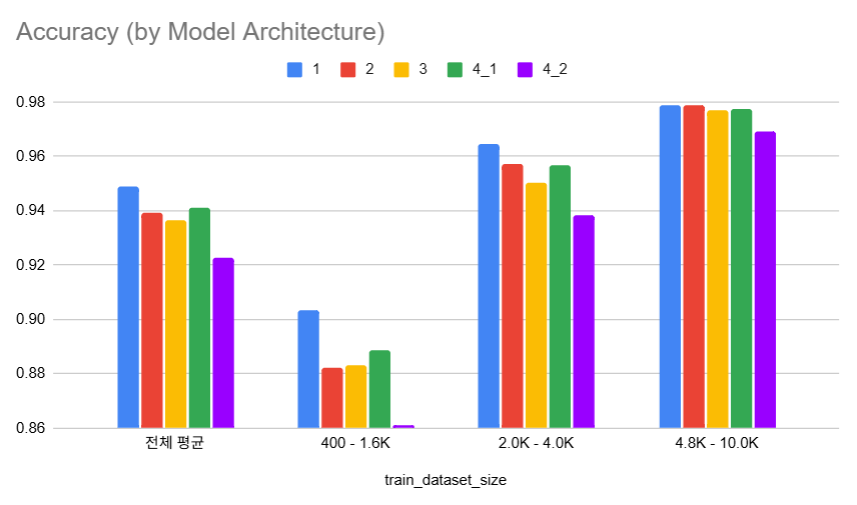 Accuracy (by Model Architecture)
1 2 3 4_1 4_2
0.98
0.96
0.94
0.92
0.90
0.88
0.86
전체 평균 400 - 1.6K 2.0K - 4.0K 4.8K - 10.0K
train_dataset_size